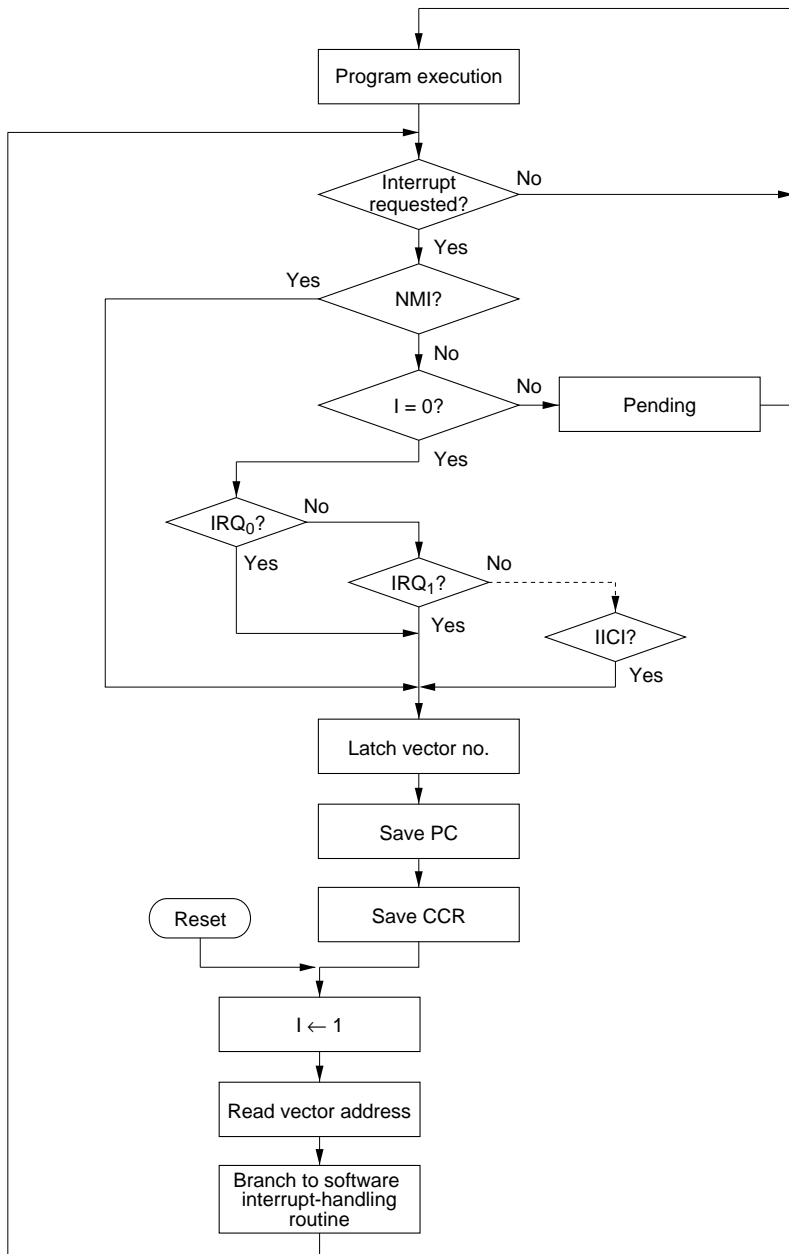 Program execution
Interrupt
requested?
No
Yes
Yes
NMI?
No
I = 0?
No
Pending
Yes
IRQ0?
No
Yes
IRQ1?
No
Yes
IICI?
Yes
Latch vector no.
Save PC
Save CCR
Reset
I ← 1
Read vector address
Branch to software
interrupt-handling
routine